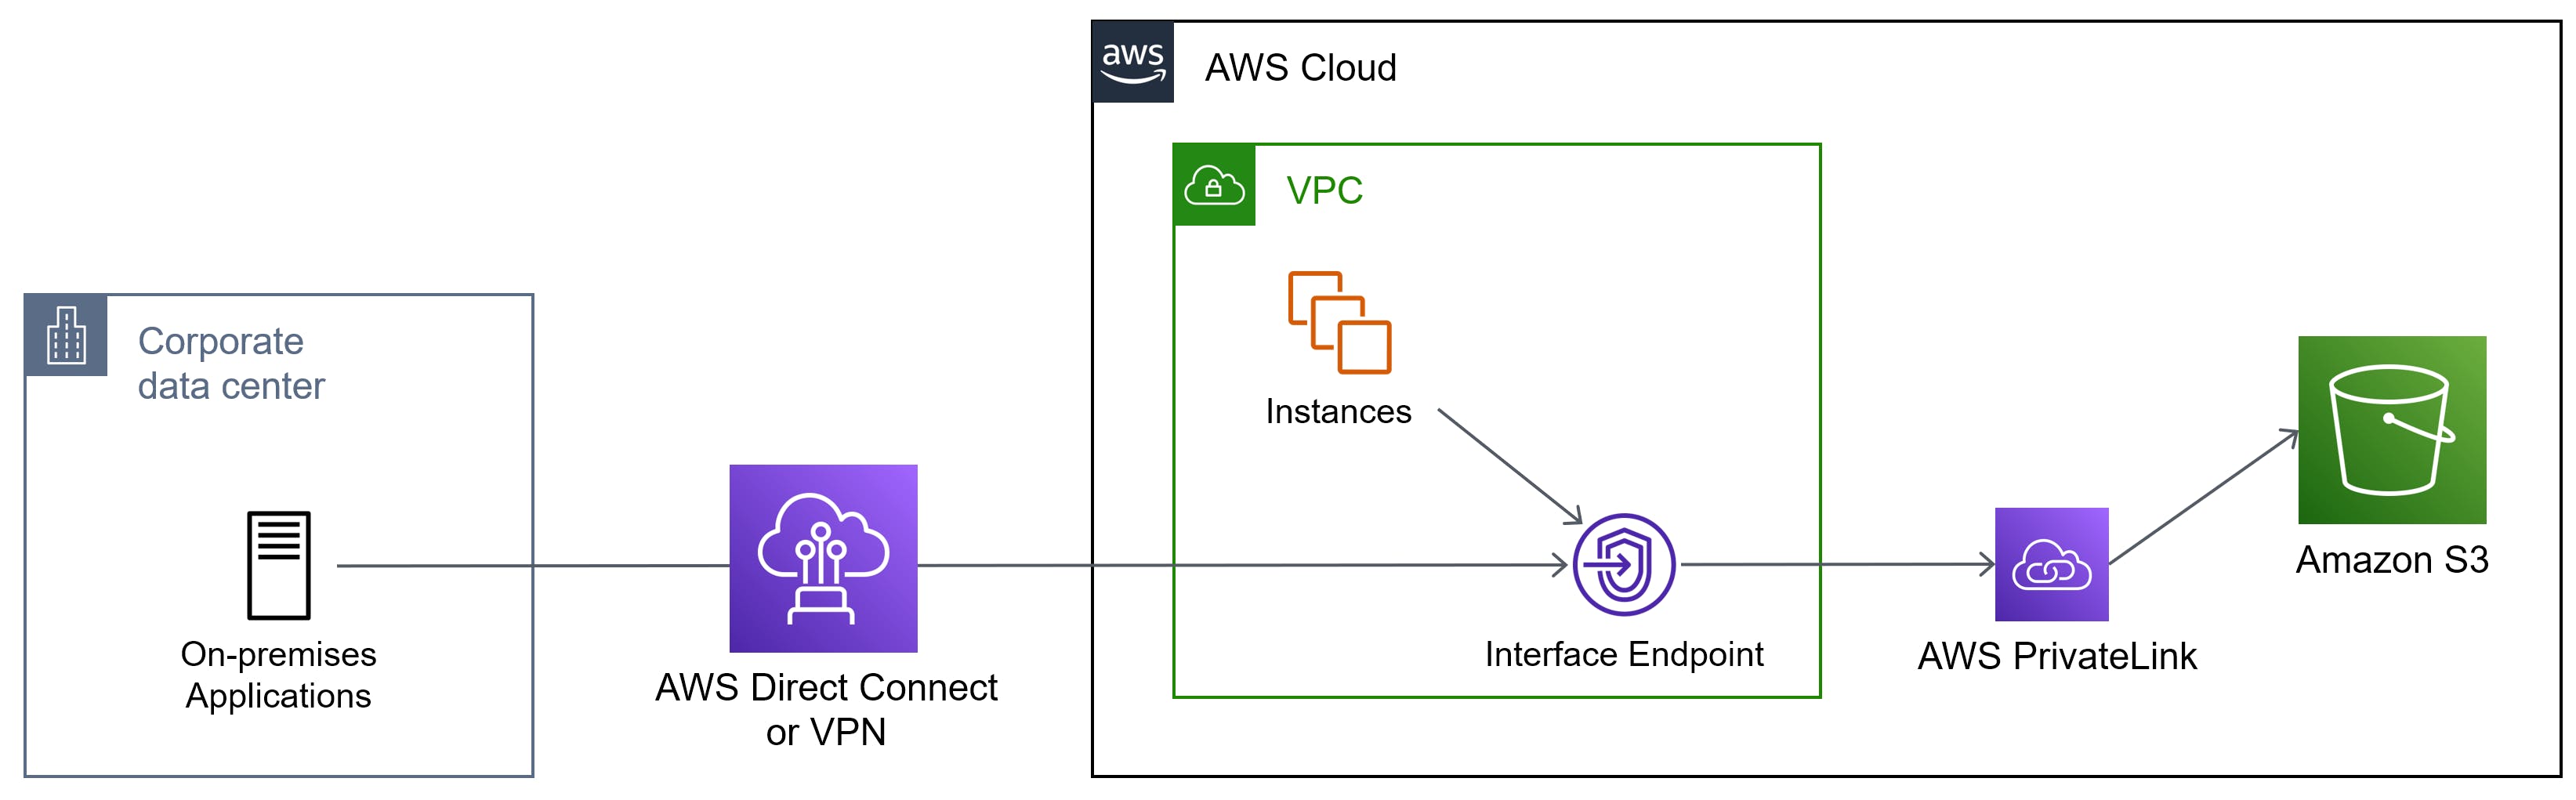 aws
AWS Cloud
VPC
Instances
Corporate
data center
On-premises
Applications
AWS Direct Connect
or VPN
Interface Endpoint
AWS PrivateLink
Amazon S3